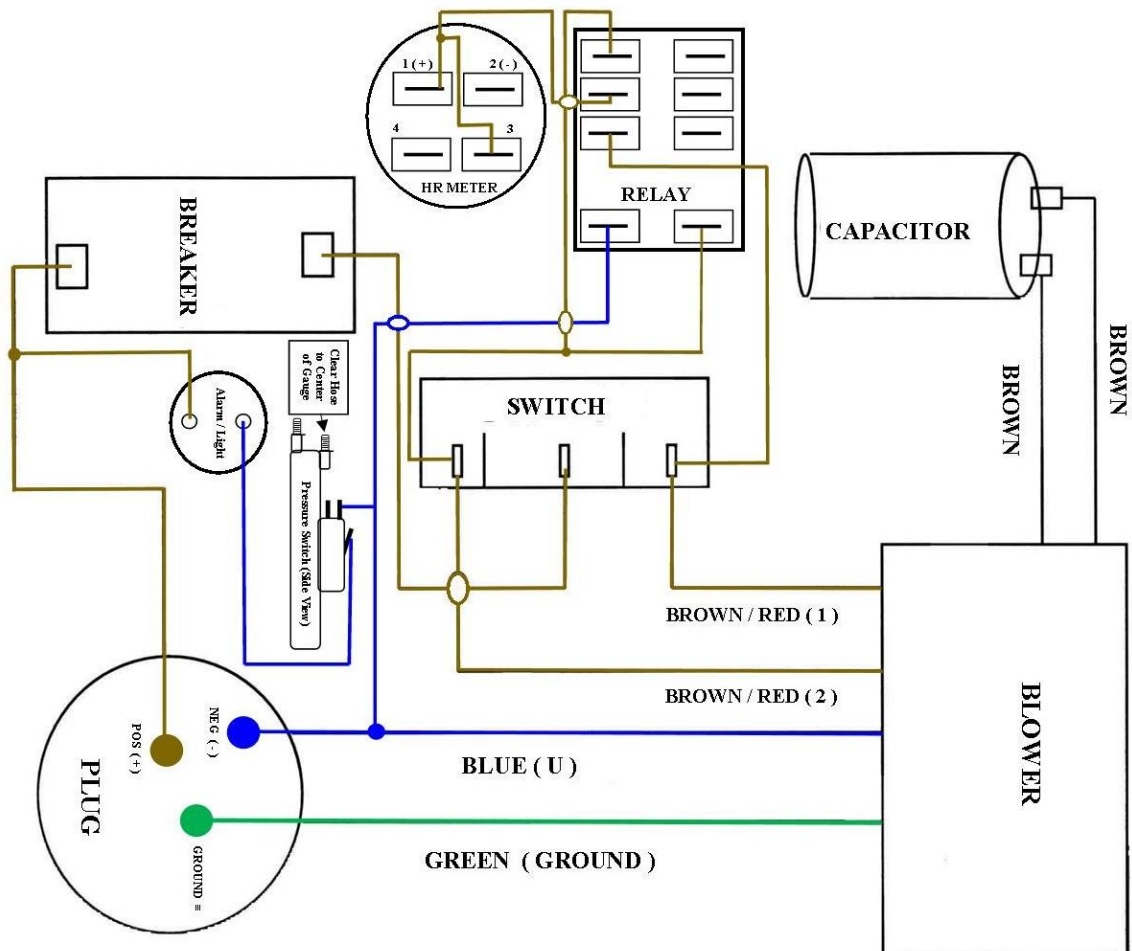 1 (+)
2 (-)
4
3
HR METER
RELAY
CAPACITOR
BREAKER
BROWN
BROWN
Clear Hose
to Center
of Gauge
Alarm / Light
SWITCH
Pressure Switch (Side View)
BROWN / RED ( 1 )
BROWN / RED ( 2 )
NEG (-)
POS (+)
PLUG
BLUE ( U )
BLOWER
GREEN ( GROUND )
GROUND =